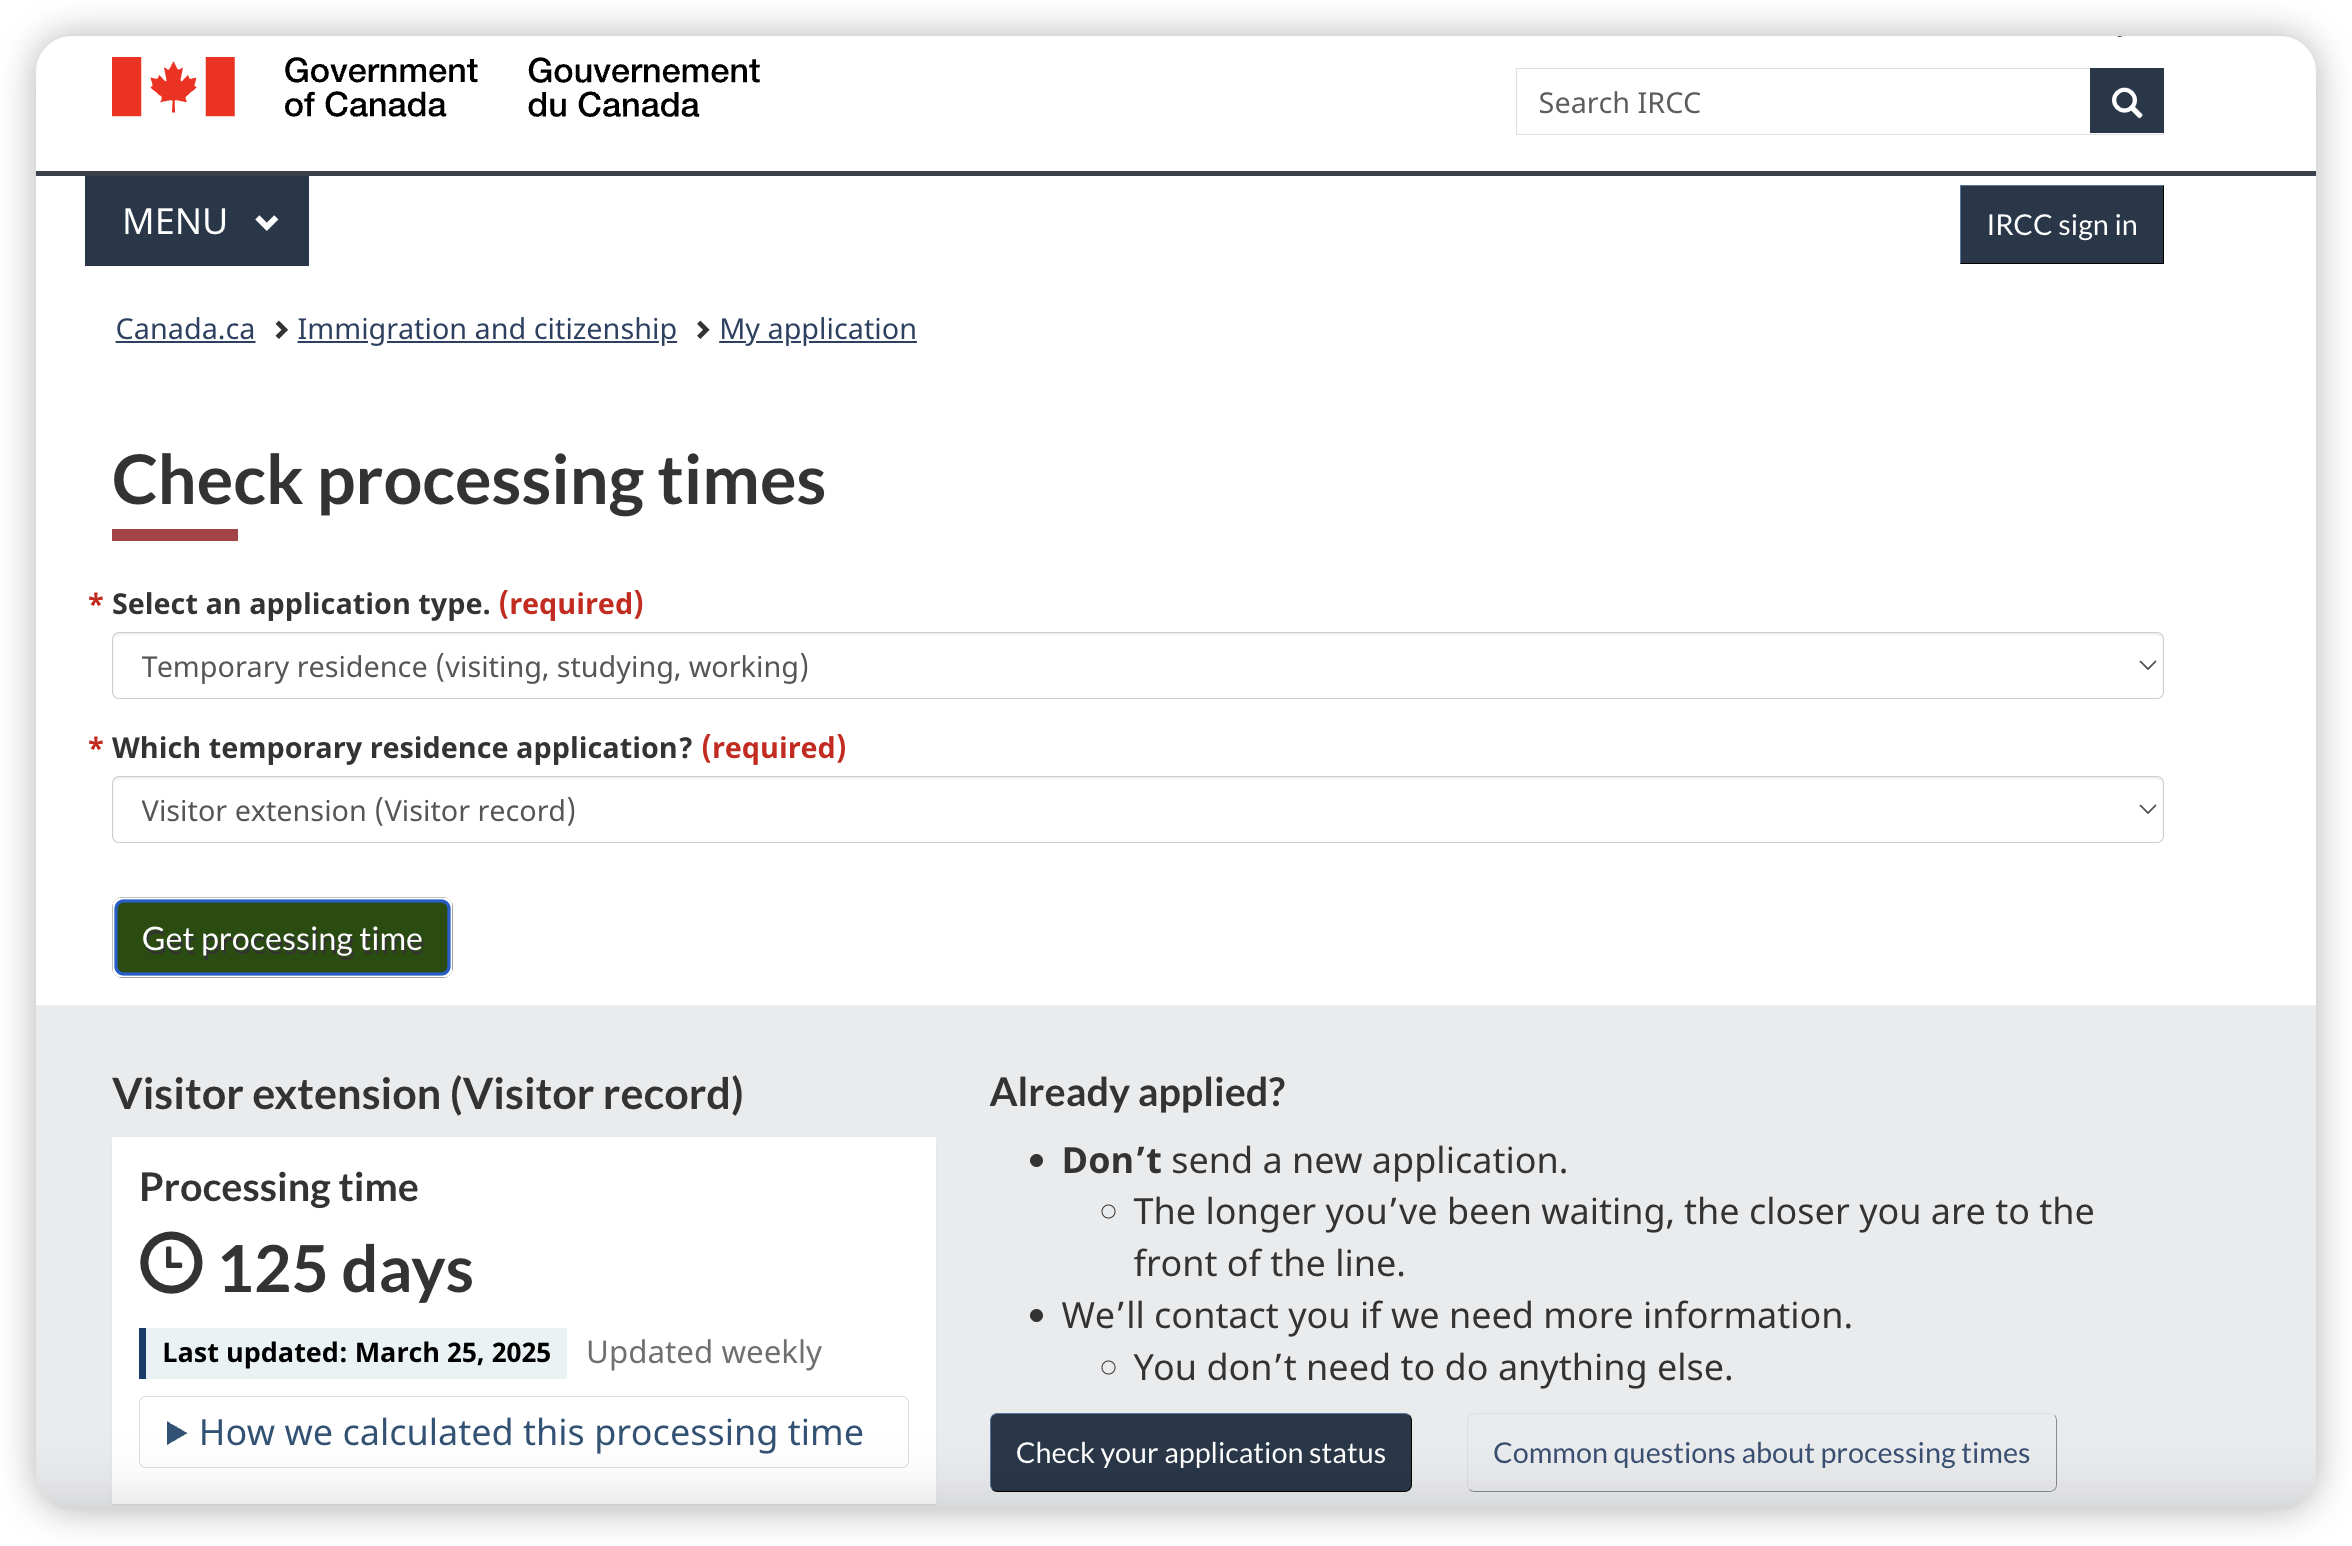 Government
of Canada
Gouvernement
du Canada
Search IRCC
MENU
IRCC sign in
Canada.ca Immigration and citizenship My application
Check processing times
* Select an application type. (required)
Temporary residence (visiting, studying, working)
* Which temporary residence application? (required)
Visitor extension (Visitor record)
Get processing time
Visitor extension (Visitor record)
Processing time
125 days
Last updated: March 25, 2025 Updated weekly
How we calculated this processing time
Already applied?
Don’t send a new application.
The longer you’ve been waiting, the closer you are to the
front of the line.
We’ll contact you if we need more information.
You don’t need to do anything else.
Check your application status
Common questions about processing times